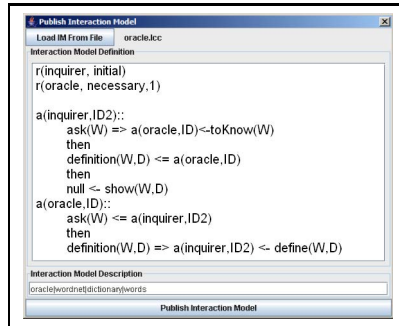 Publish Interaction Model
Load IM From File oracle.lcc
Interaction Model Definition
r(inquirer, initial)
r(oracle, necessary,1)
a(inquirer,ID2)::
ask(W) => a(oracle,ID)<-toKnow(W)
then
definition(W,D) <= a(oracle,ID)
then
null <- show(W,D)
a(oracle,ID)::
ask(W) <= a(inquirer,ID2)
then
definition(W,D) => a(inquirer,ID2) <- define(W,D)
Interaction Model Description
oracle|wordnet|dictionary|words
Publish Interaction Model